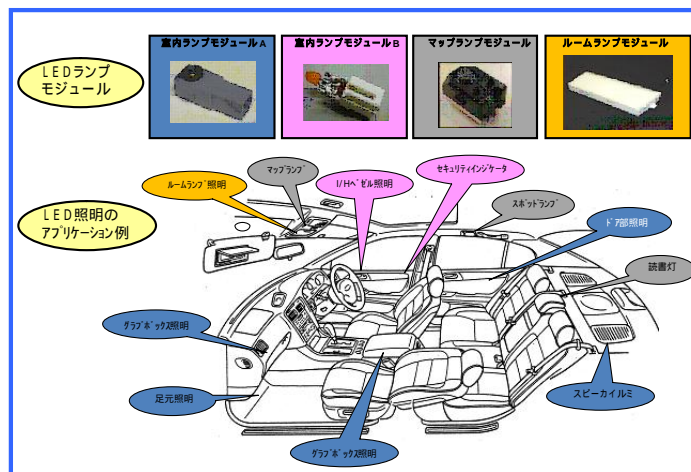 室内ランプモジュールA
室内ランプモジュールB
マップランプモジュール
ルームランプモジュール
LEDランプ
モジュール
マップランプ
ルームランプ照明
I/Hベゼル照明
セキュリティインジケータ
スポットランプ
LED照明の
アプリケーション例
ドア部照明
読書灯
グラブボックス照明
足元照明
スピーカイルミ
グラブボックス照明